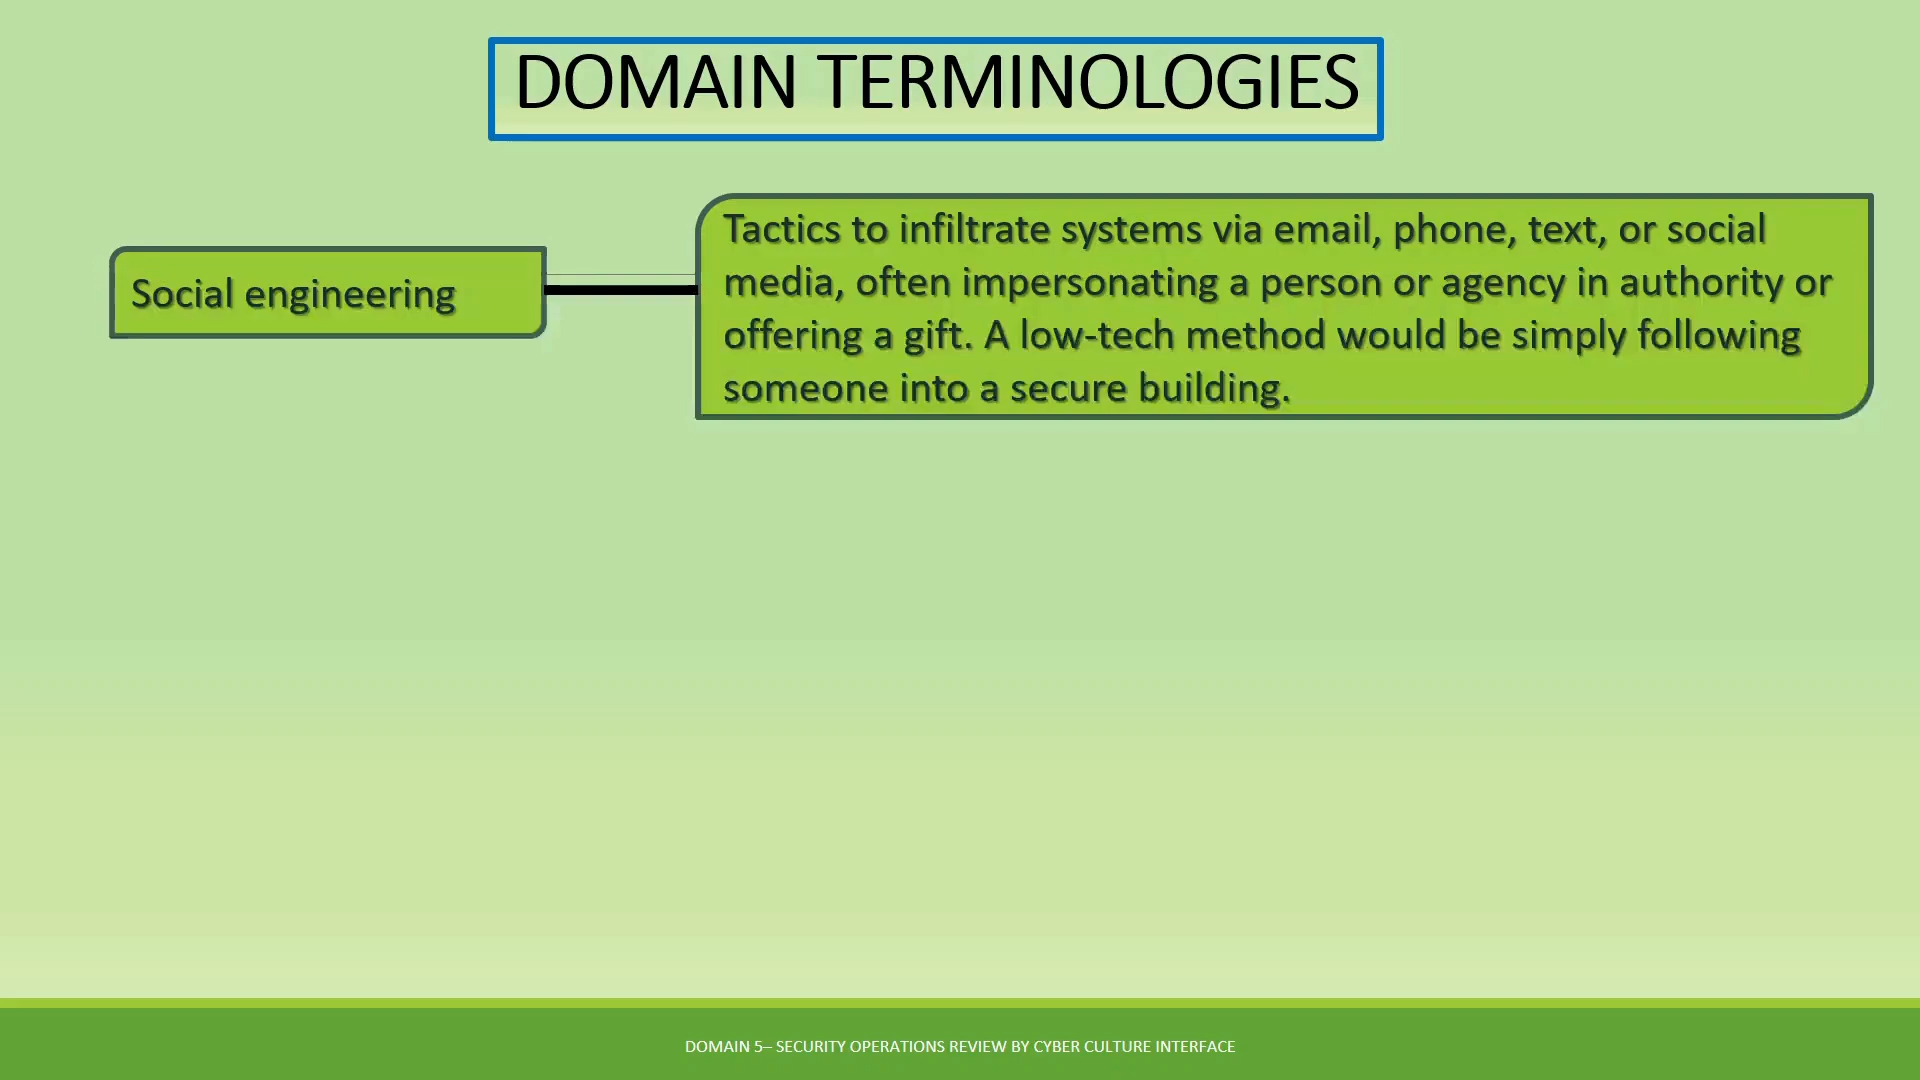 DOMAIN TERMINOLOGIES
Social engineering
Tactics to infiltrate systems via email, phone, text, or social
media, often impersonating a person or agency in authority or
offering a gift. A low-tech method would be simply following
someone into a secure building.
DOMAIN 5– SECURITY OPERATIONS REVIEW BY CYBER CULTURE INTERFACE